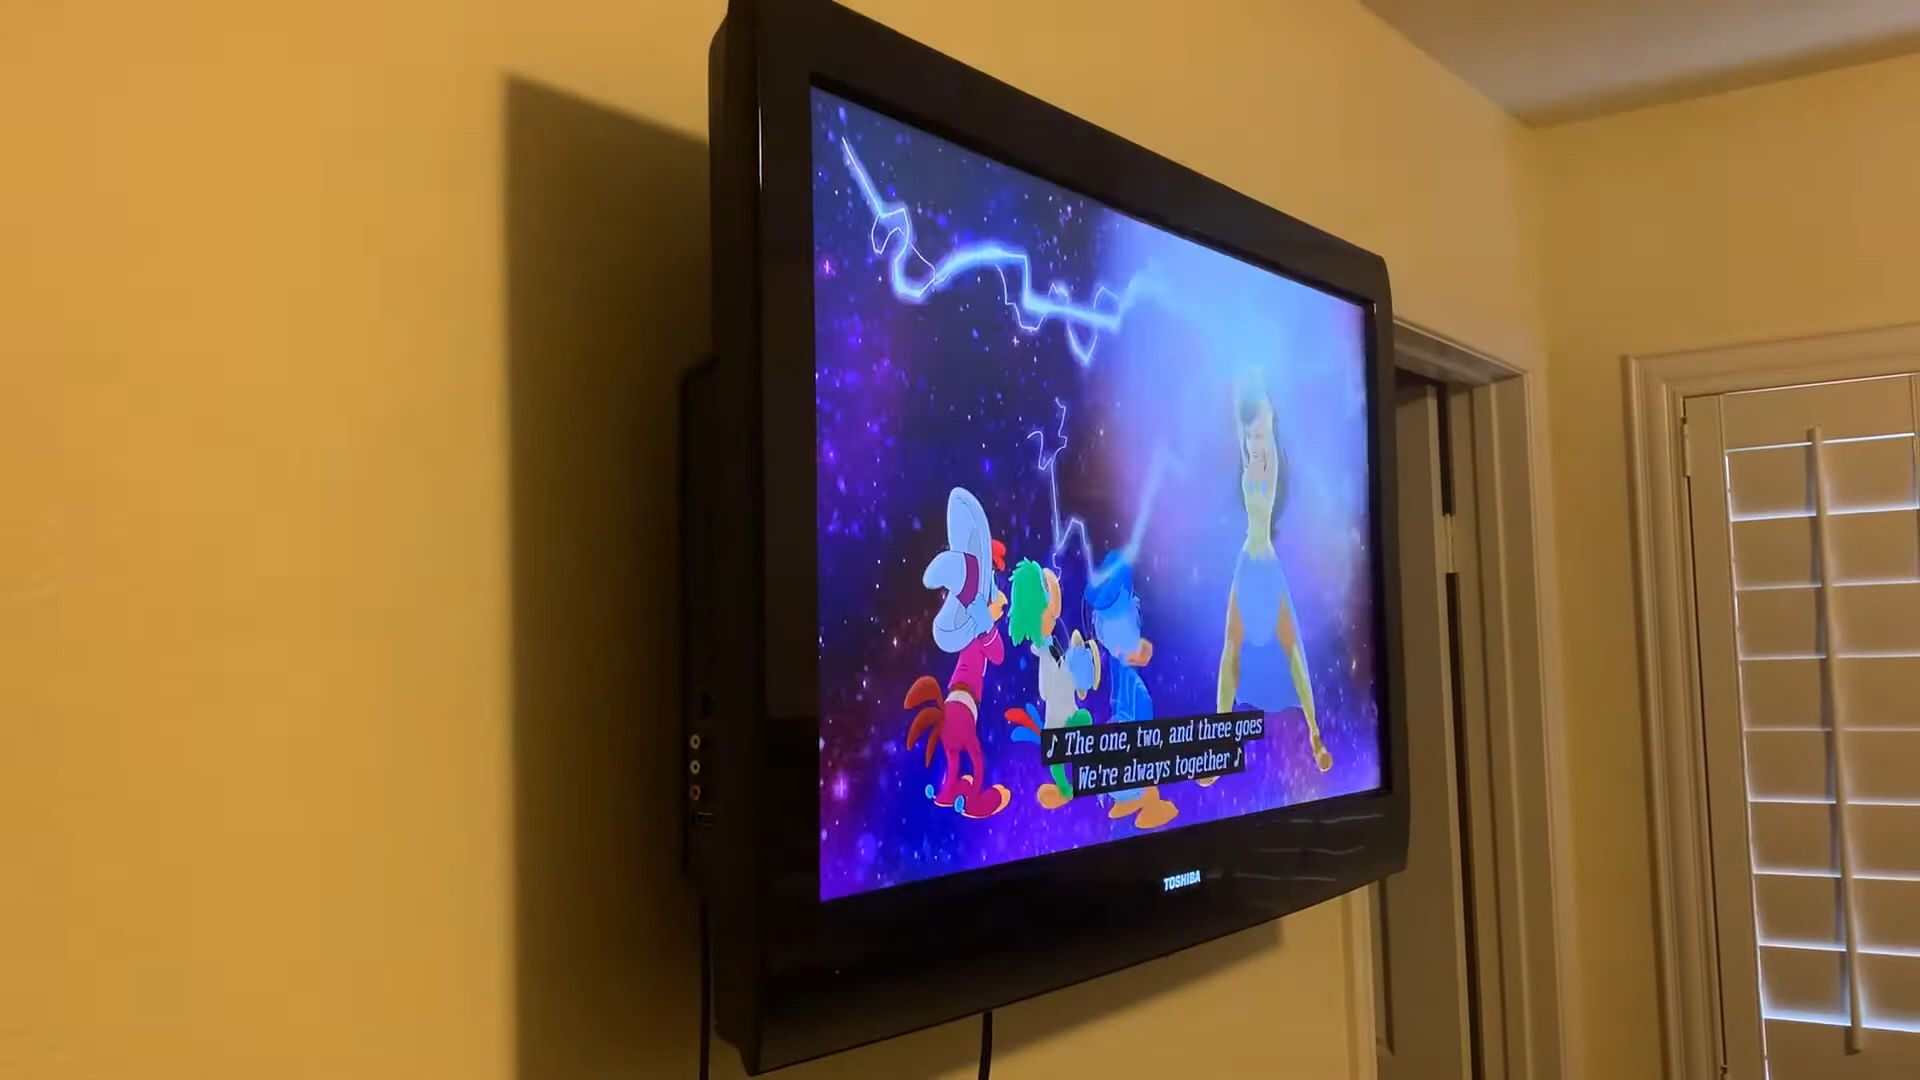 ♪ The one, two, and three goes
We're always together ♪
TOSHIBA